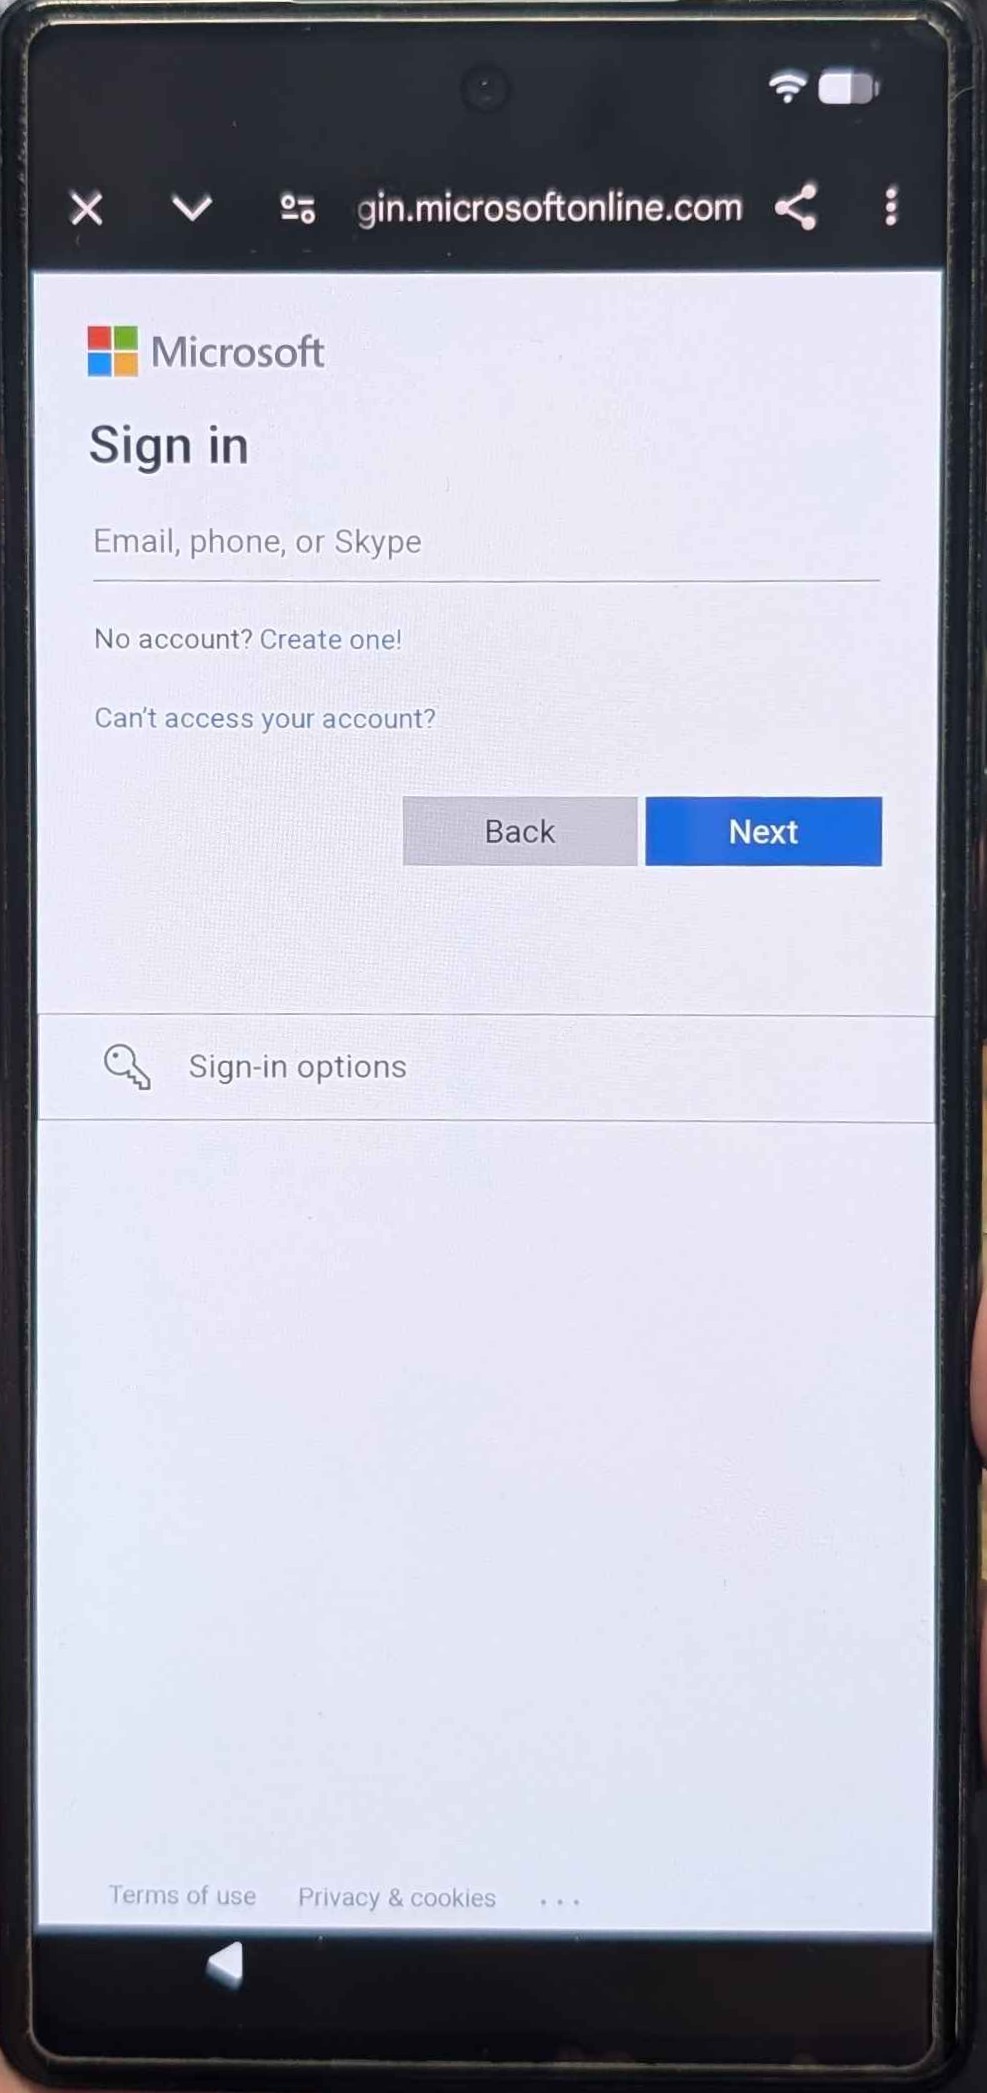 gin.microsoftonline.com
Microsoft
Sign in
Email, phone, or Skype
No account? Create one!
Can't access your account?
Back Next
Sign-in options
Terms of use Privacy & cookies ...